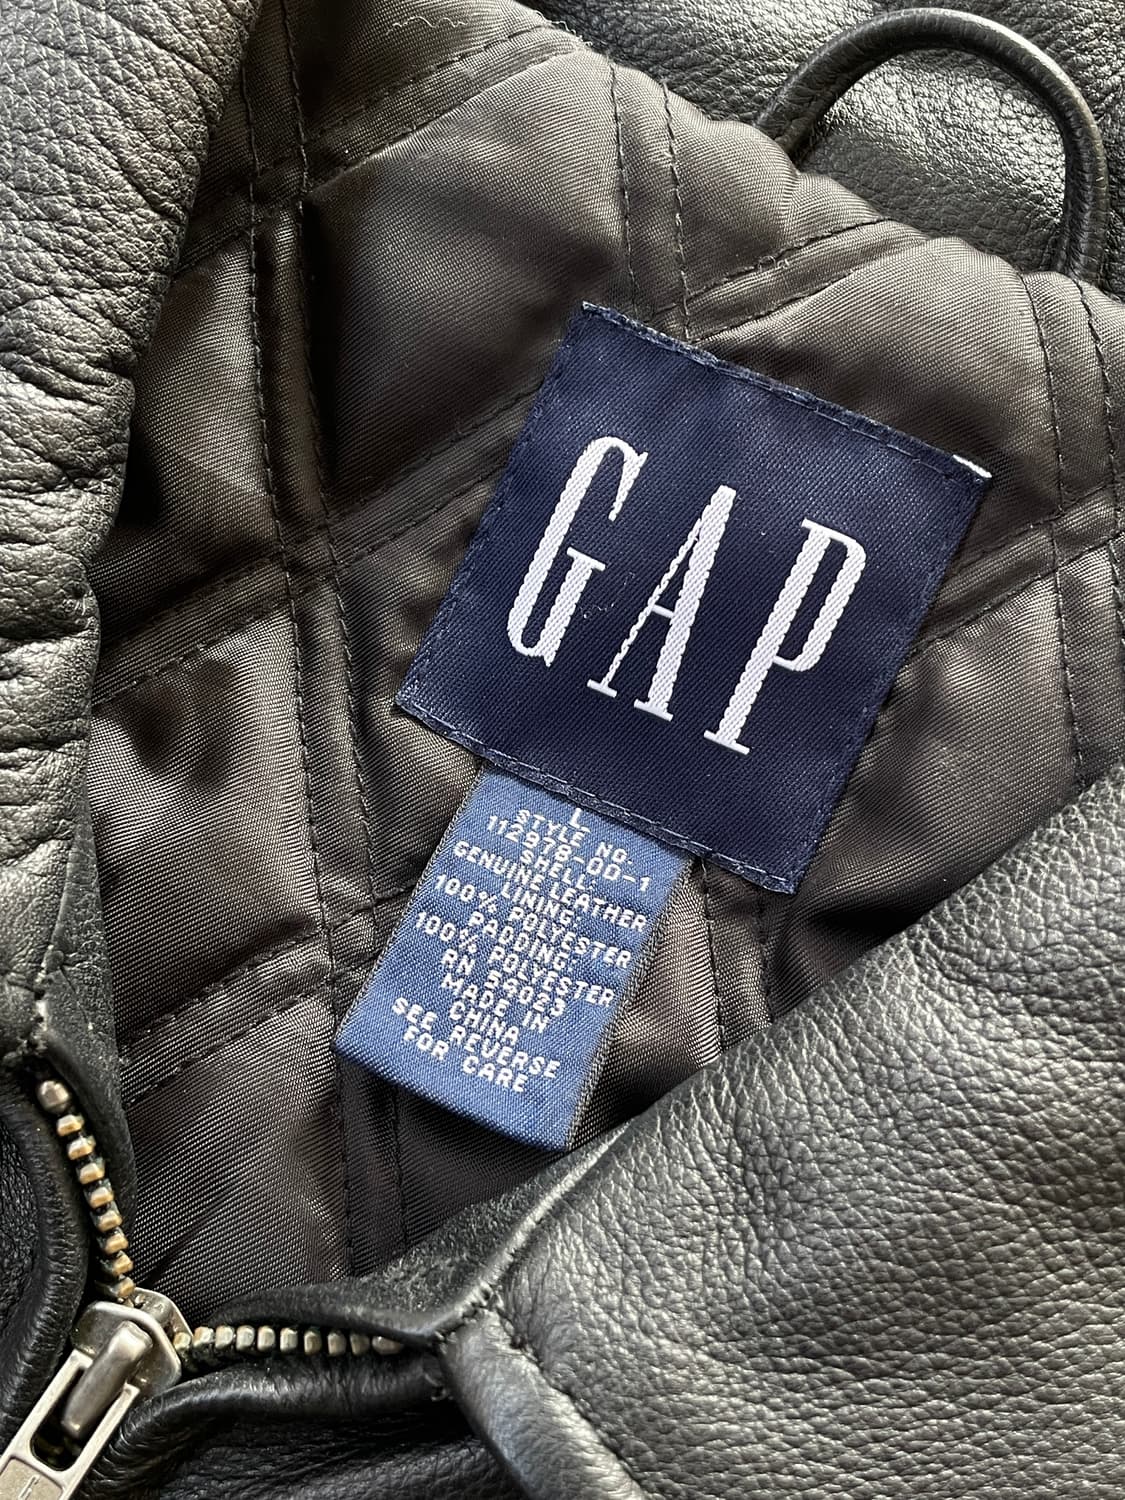 GAP
L
STYLE NO.
112978-00-1
SHELL:
GENUINE LEATHER
LINING:
100% POLYESTER
PADDING:
100% POLYESTER
RN 54023
MADE IN
CHINA
SEE REVERSE
FOR CARE